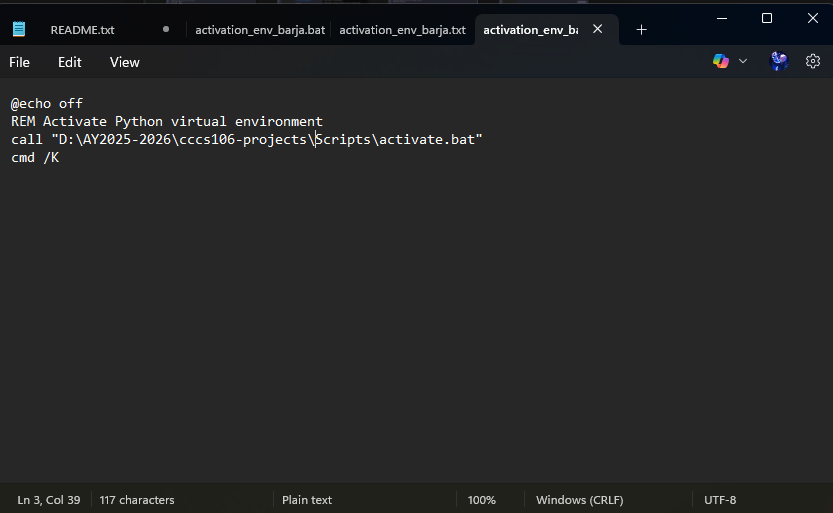 README.txt
activation_env_barja.bat
activation_env_barja.txt
activation_env_ba
File Edit View
@echo off
REM Activate Python virtual environment
call "D:\AY2025-2026\cccs106-projects\Scripts\activate.bat"
cmd /K
Ln 3, Col 39
117 characters
Plain text
100%
Windows (CRLF)
UTF-8